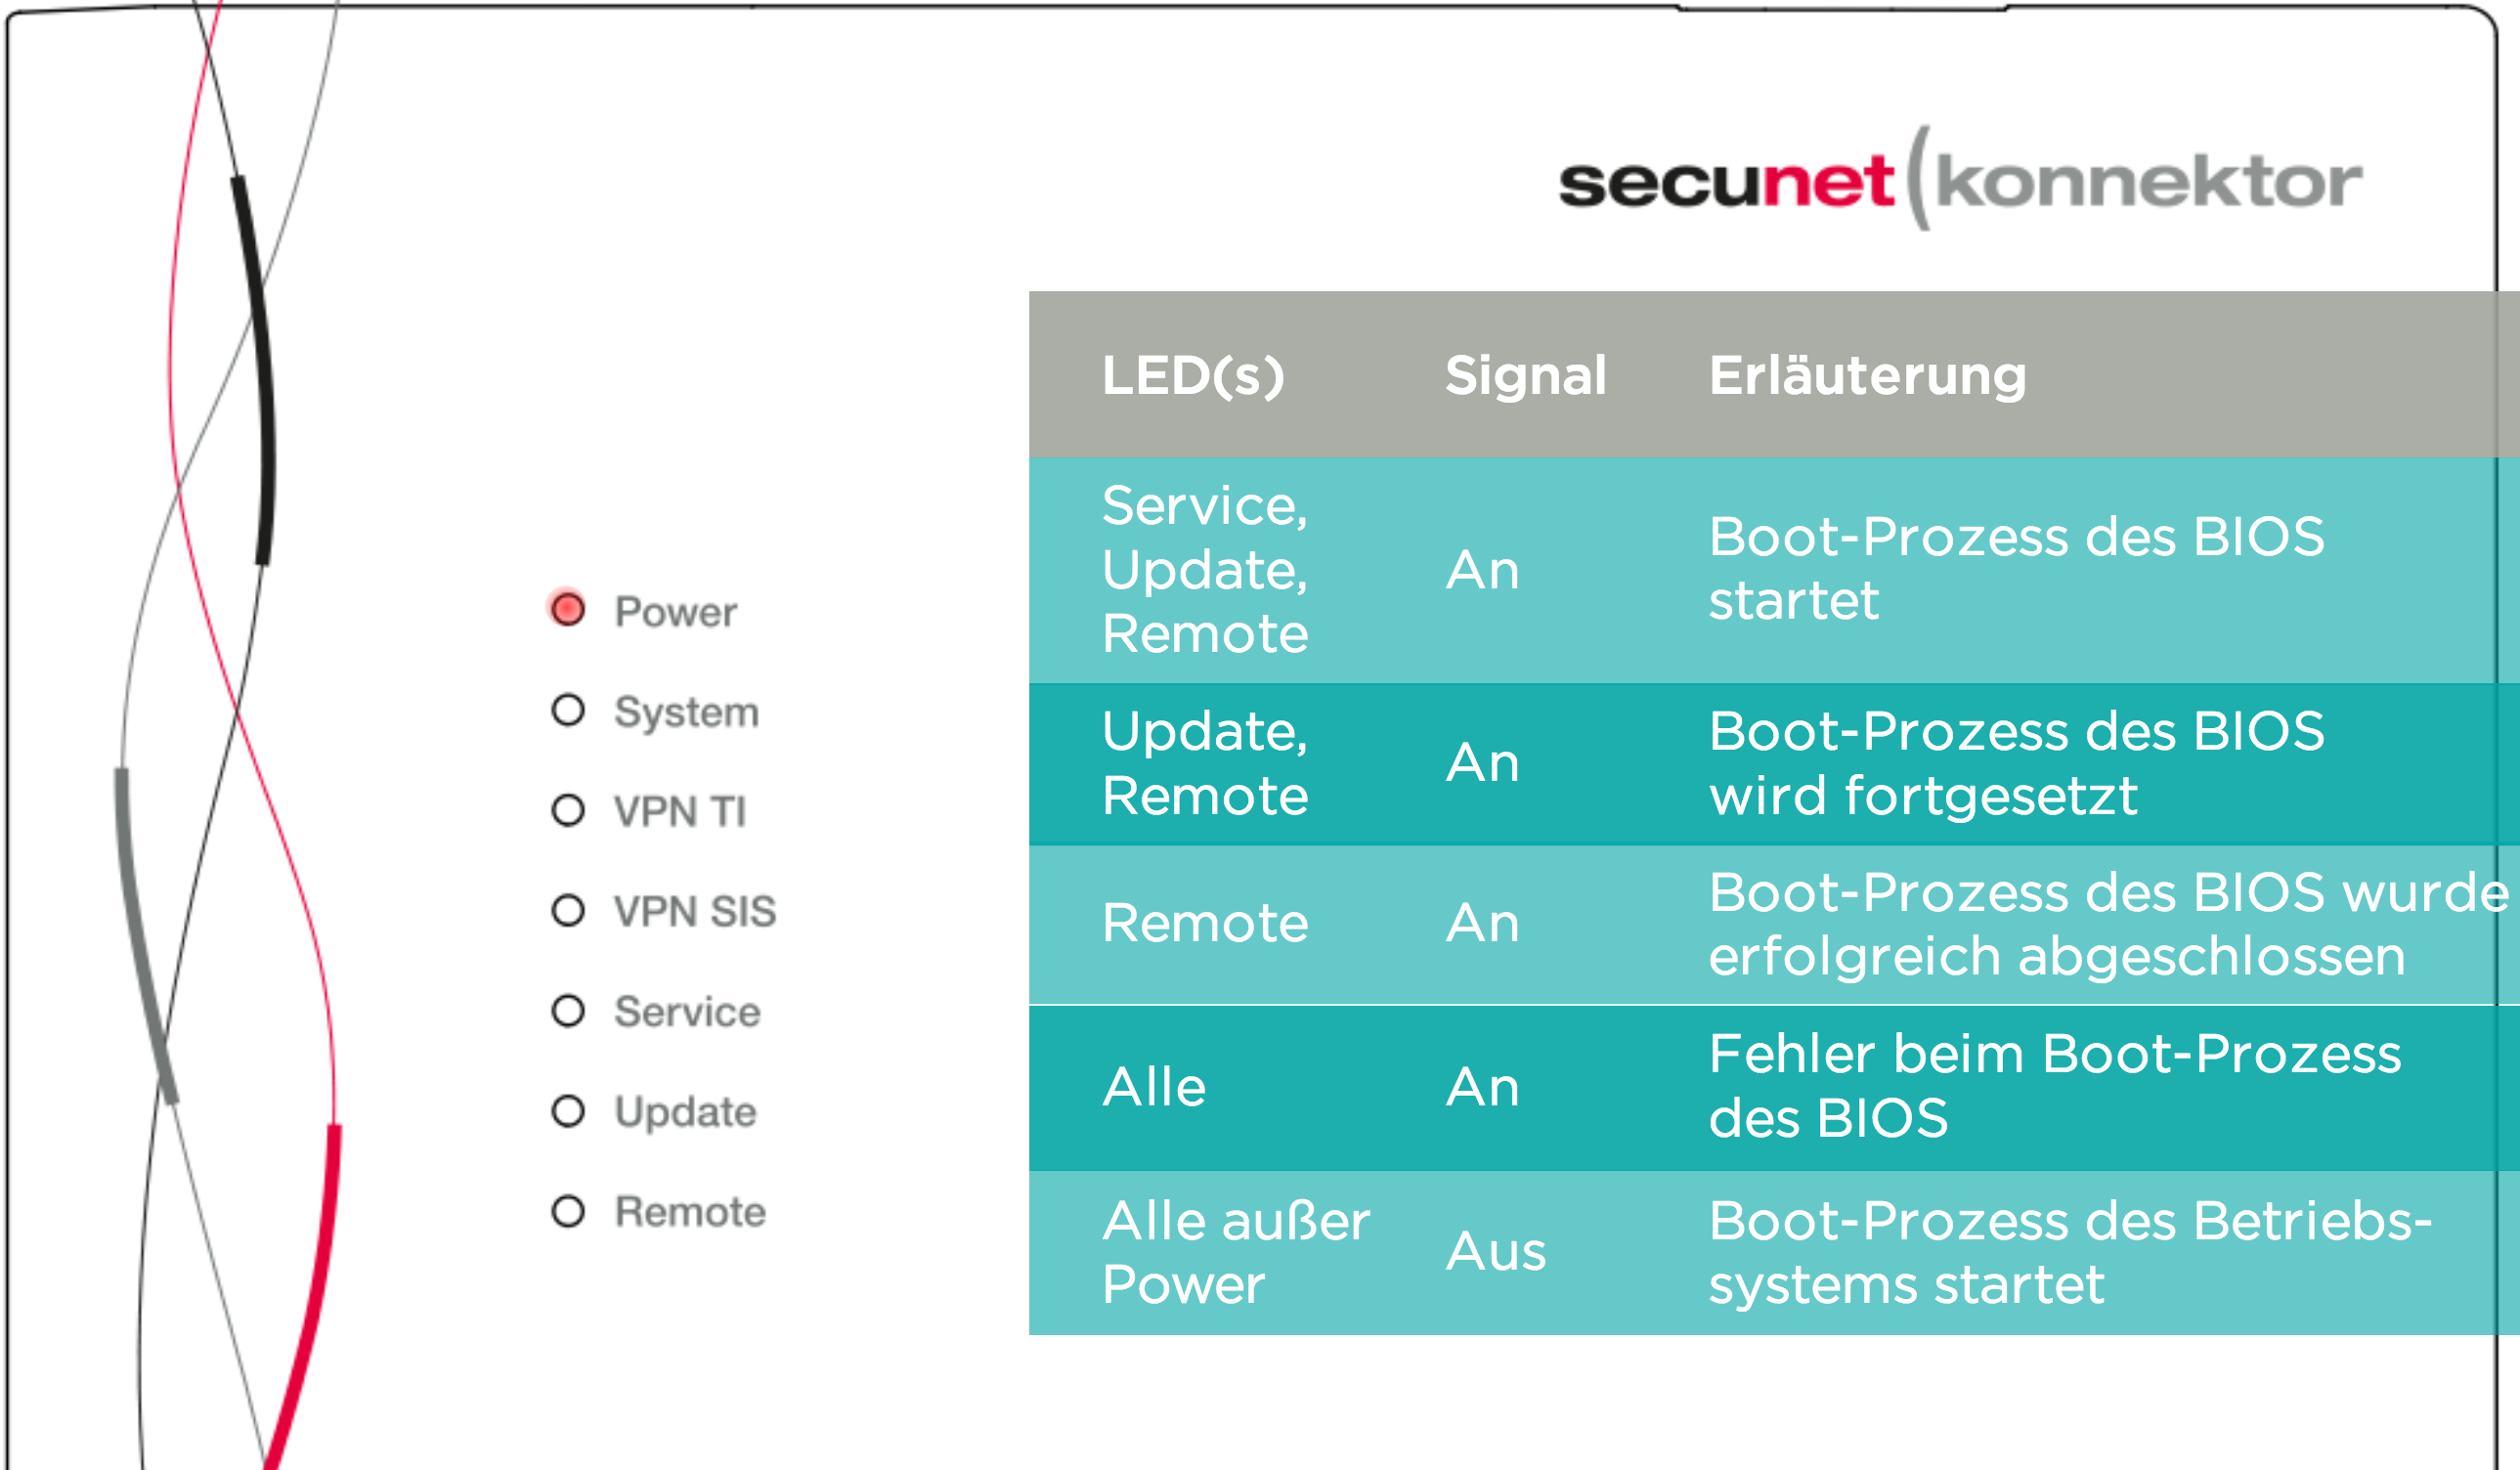 secunet(konnektor
Power
System
VPN TI
VPN SIS
Service
Update
Remote
LED(s) Signal Erläuterung
Service,
Update,
Remote
An
Boot-Prozess des BIOS
startet
Update,
Remote
An
Boot-Prozess des BIOS
wird fortgesetzt
Remote
An
Boot-Prozess des BIOS wurde
erfolgreich abgeschlossen
Alle
An
Fehler beim Boot-Prozess
des BIOS
Alle außer
Power
Aus
Boot-Prozess des Betriebs-
systems startet